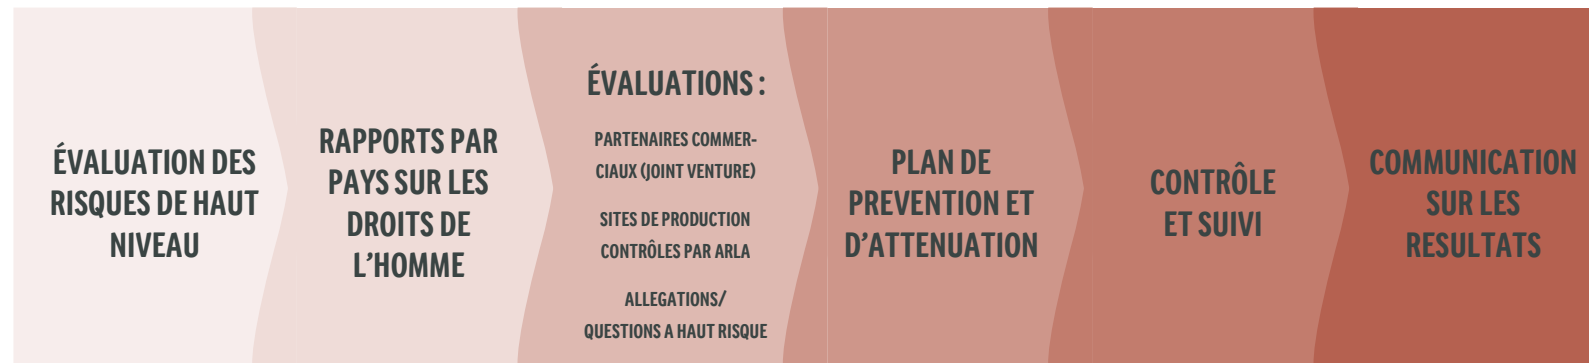 ÉVALUATION DES
RISQUES DE HAUT
NIVEAU
RAPPORTS PAR
PAYS SUR LES
DROITS DE
L’HOMME
ÉVALUATIONS :
PARTENAIRES COMMER-
CIAUX (JOINT VENTURE)
SITES DE PRODUCTION
CONTRÔLES PAR ARLA
ALLEGATIONS/
QUESTIONS A HAUT RISQUE
PLAN DE
PREVENTION ET
D’ATTENUATION
CONTRÔLE
ET SUIVI
COMMUNICATION
SUR LES
RESULTATS